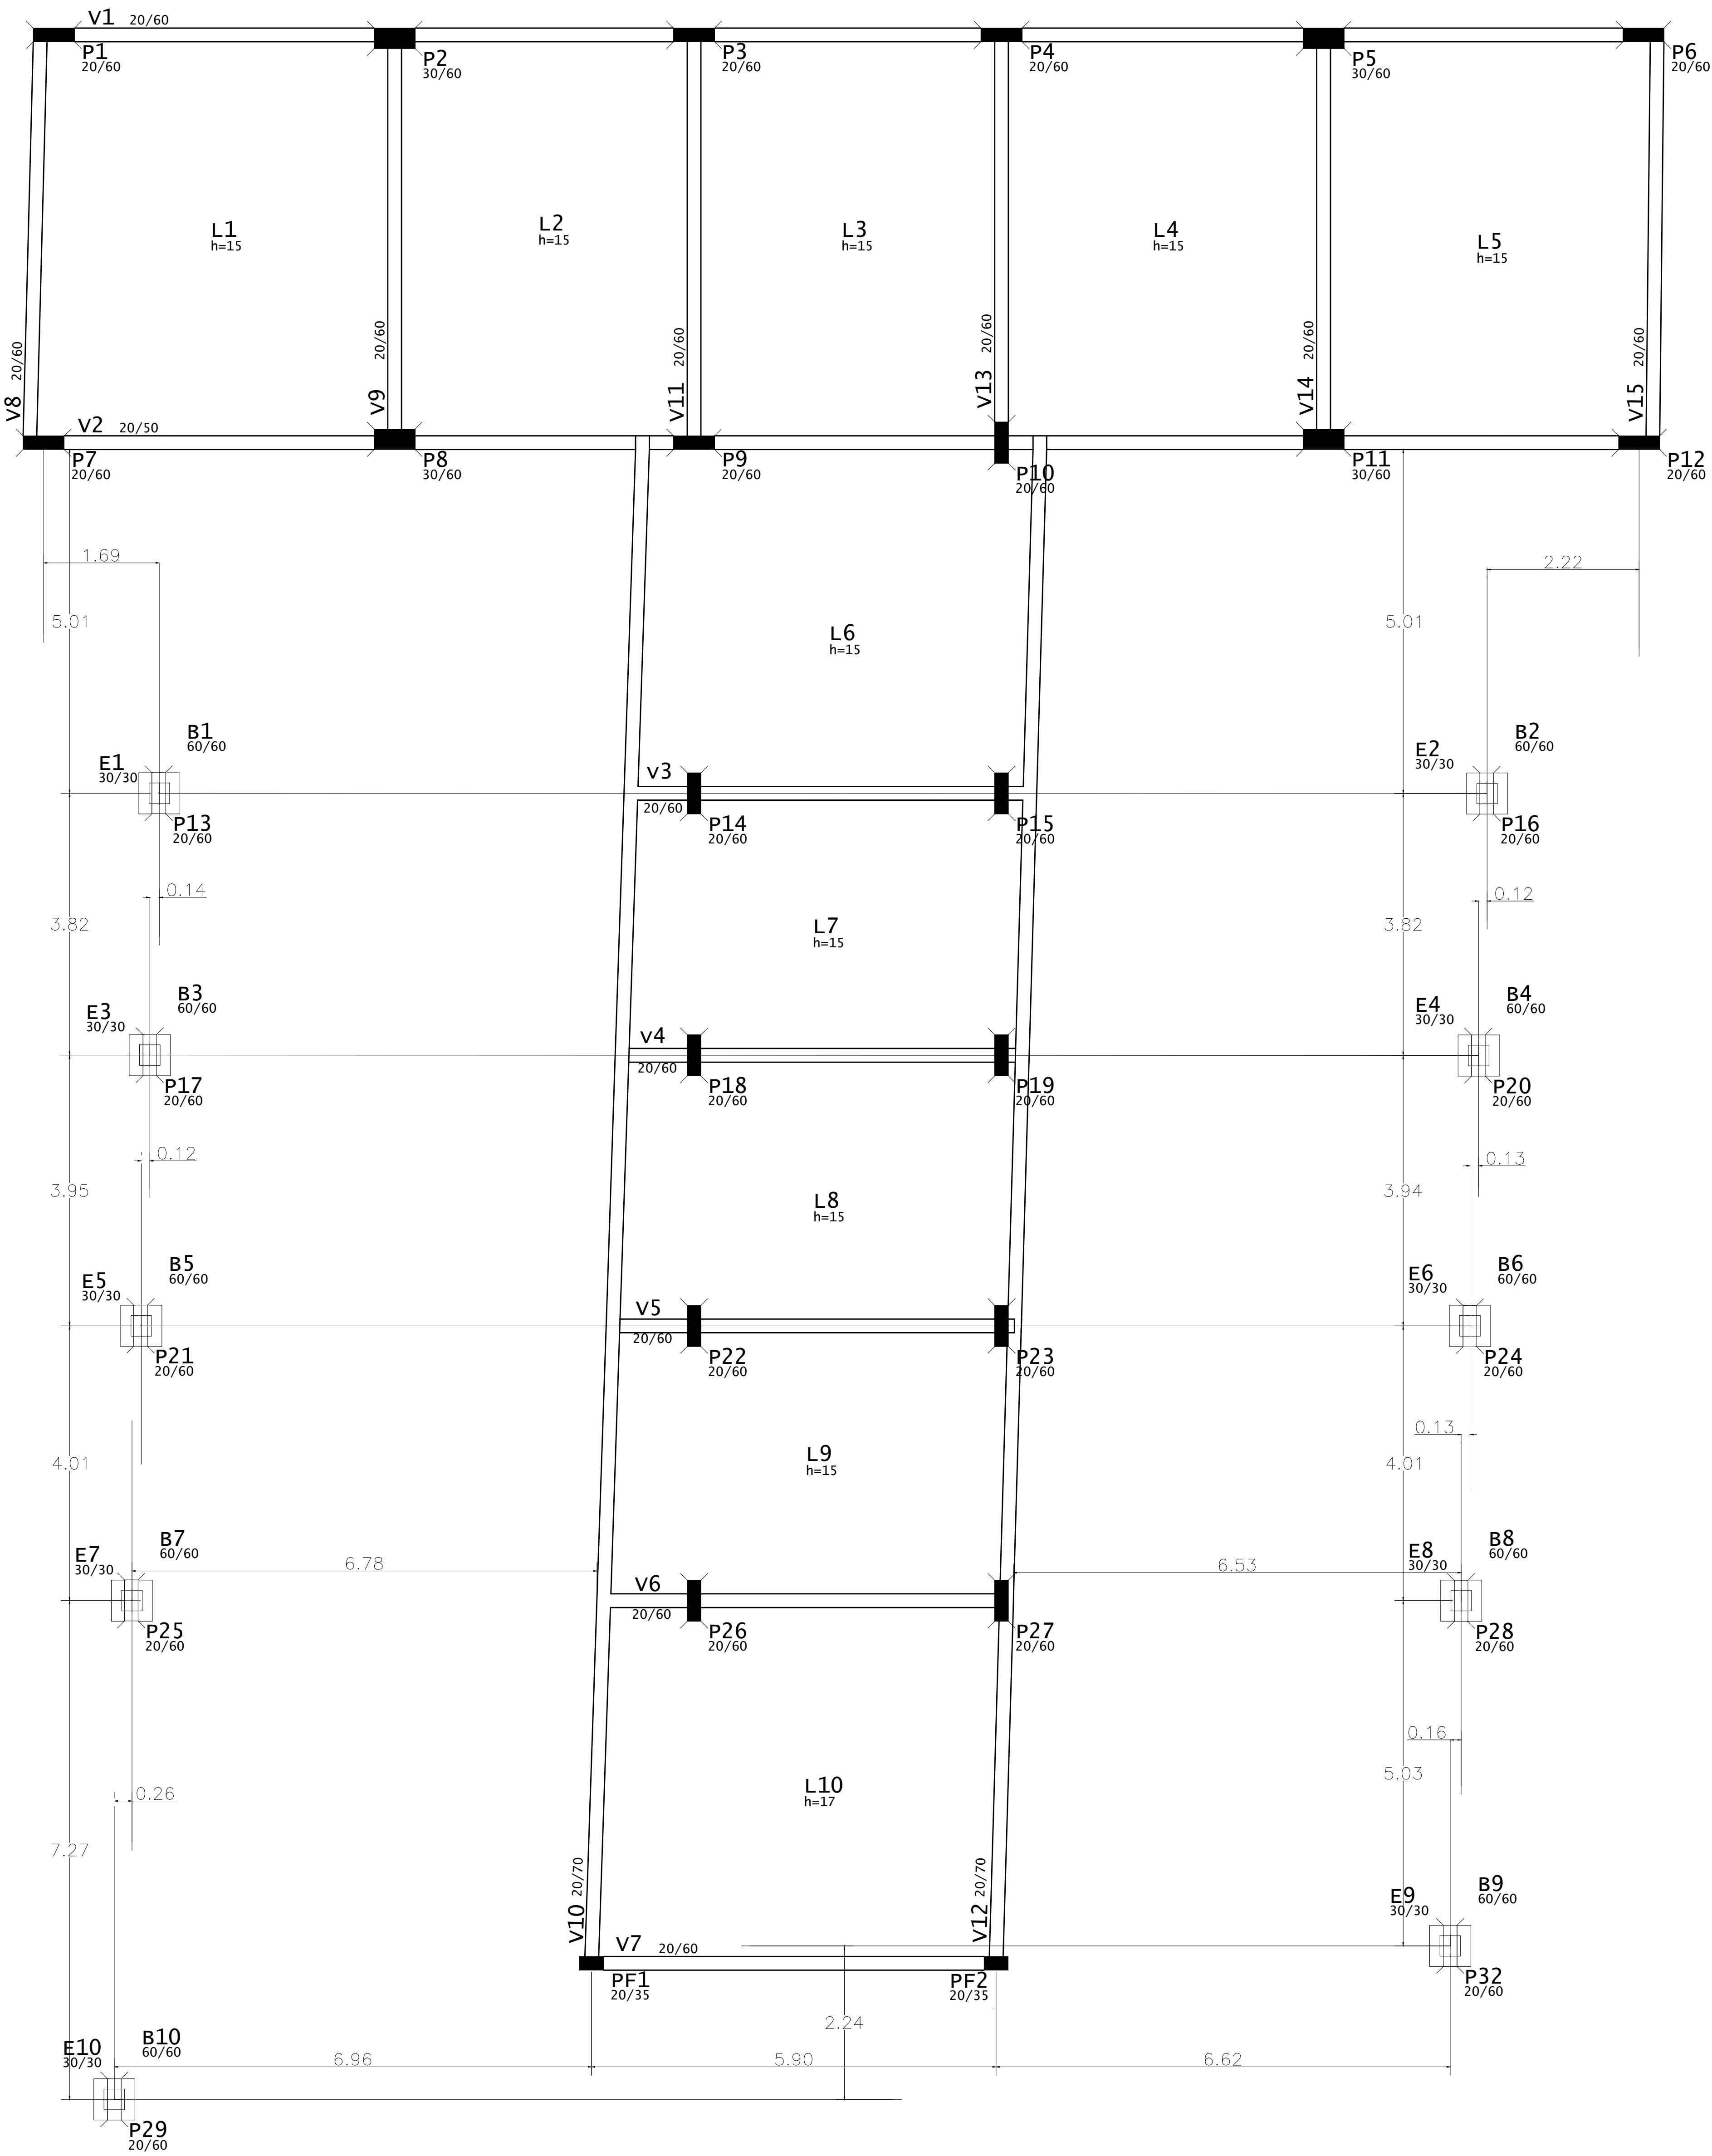 V1 20/60
P1
20/60
P2
30/60
P3
20/60
P4
20/60
P5
30/60
P6
20/60
L1
h=15
L2
h=15
L3
h=15
L4
h=15
L5
h=15
V8 20/60
V9 20/60
V11 20/60
V13 20/60
V14 20/60
V15 20/60
V2 20/50
P7
20/60
P8
30/60
P9
20/60
P10
20/60
P11
30/60
P12
20/60
1.69
2.22
5.01
5.01
L6
h=15
B1
60/60
E1
30/30
P13
20/60
V3
20/60
P14
20/60
P15
20/60
B2
60/60
E2
30/30
P16
20/60
0.14
0.12
3.82
3.82
L7
h=15
B3
60/60
E3
30/30
P17
20/60
V4
20/60
P18
20/60
P19
20/60
B4
60/60
E4
30/30
P20
20/60
0.12
0.13
3.95
3.94
L8
h=15
B5
60/60
E5
30/30
P21
20/60
V5
20/60
P22
20/60
P23
20/60
B6
60/60
E6
30/30
P24
20/60
0.13
4.01
4.01
L9
h=15
B7
60/60
E7
30/30
P25
20/60
6.78
6.53
V6
20/60
P26
20/60
P27
20/60
B8
60/60
E8
30/30
P28
20/60
0.26
0.16
7.27
5.03
L10
h=17
V10 20/70
V12 20/70
V7 20/60
PF1
20/35
PF2
20/35
B9
60/60
E9
30/30
P32
20/60
2.24
B10
60/60
E10
30/30
P29
20/60
6.96
5.90
6.62